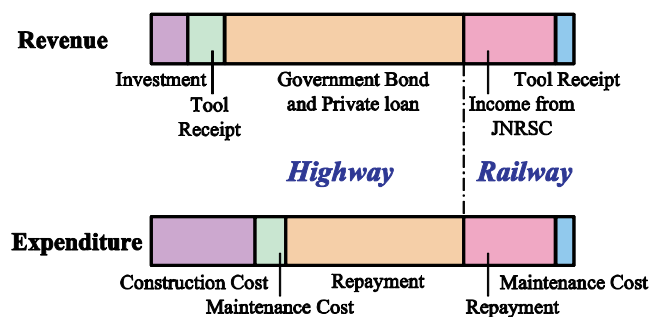 Revenue
Investment
Tool
Receipt
Government Bond
and Private loan
Tool Receipt
Income from
JNRSC
Highway
Railway
Expenditure
Construction Cost
Maintenance Cost
Repayment
Maintenance Cost
Repayment